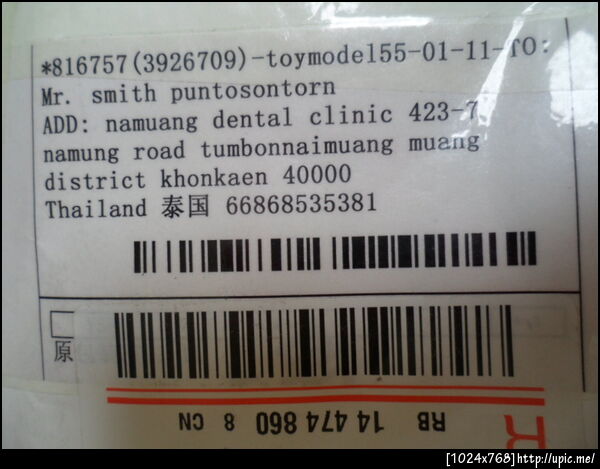 *816757(3926709)-toymodel55-01-11-TO:
Mr. smith puntosontorn
ADD: namuang dental clinic 423-7
namung road tumbonnaimuang muang
district khonkaen 40000
Thailand 泰国 66868535381
原
RB 14 474 860 8 CN
R
[1024x768]http://upic.me/